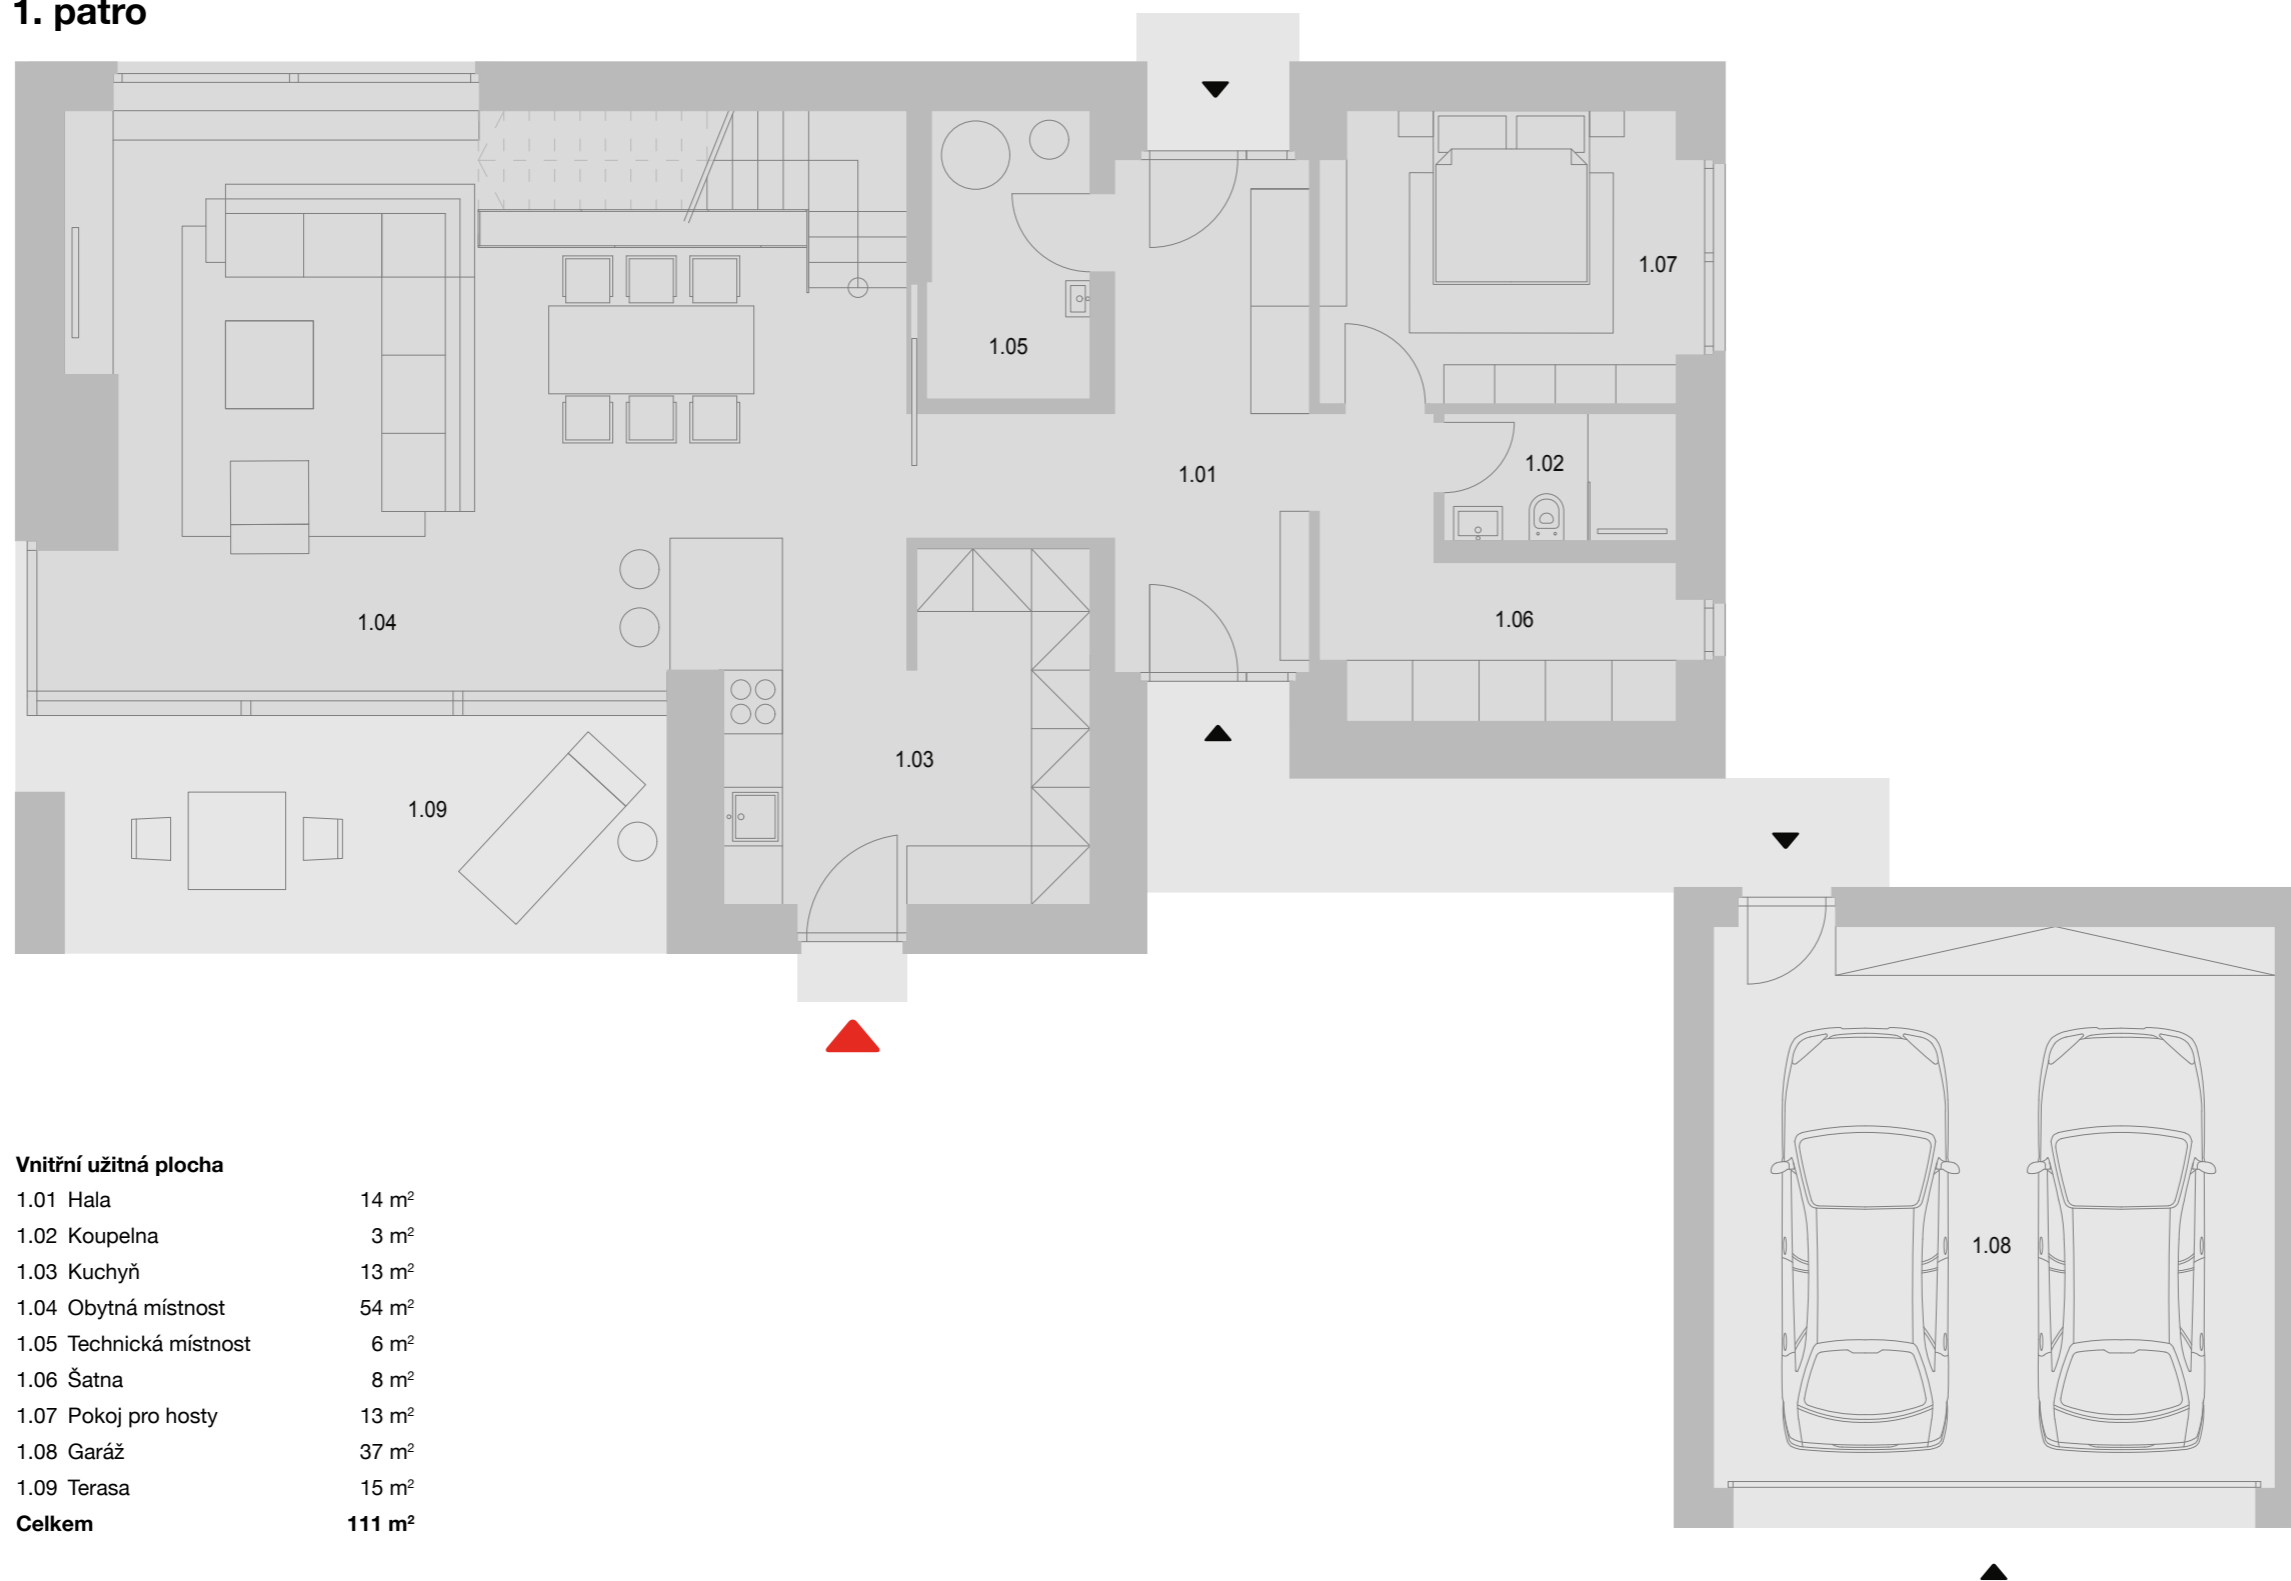 1. patro
1.07
1.05
1.02
1.01
1.04
1.06
1.03
1.09
1.08
Vnitřní užitná plocha
1.01 Hala 14 m²
1.02 Koupelna 3 m²
1.03 Kuchyň 13 m²
1.04 Obytná místnost 54 m²
1.05 Technická místnost 6 m²
1.06 Šatna 8 m²
1.07 Pokoj pro hosty 13 m²
1.08 Garáž 37 m²
1.09 Terasa 15 m²
Celkem 111 m²